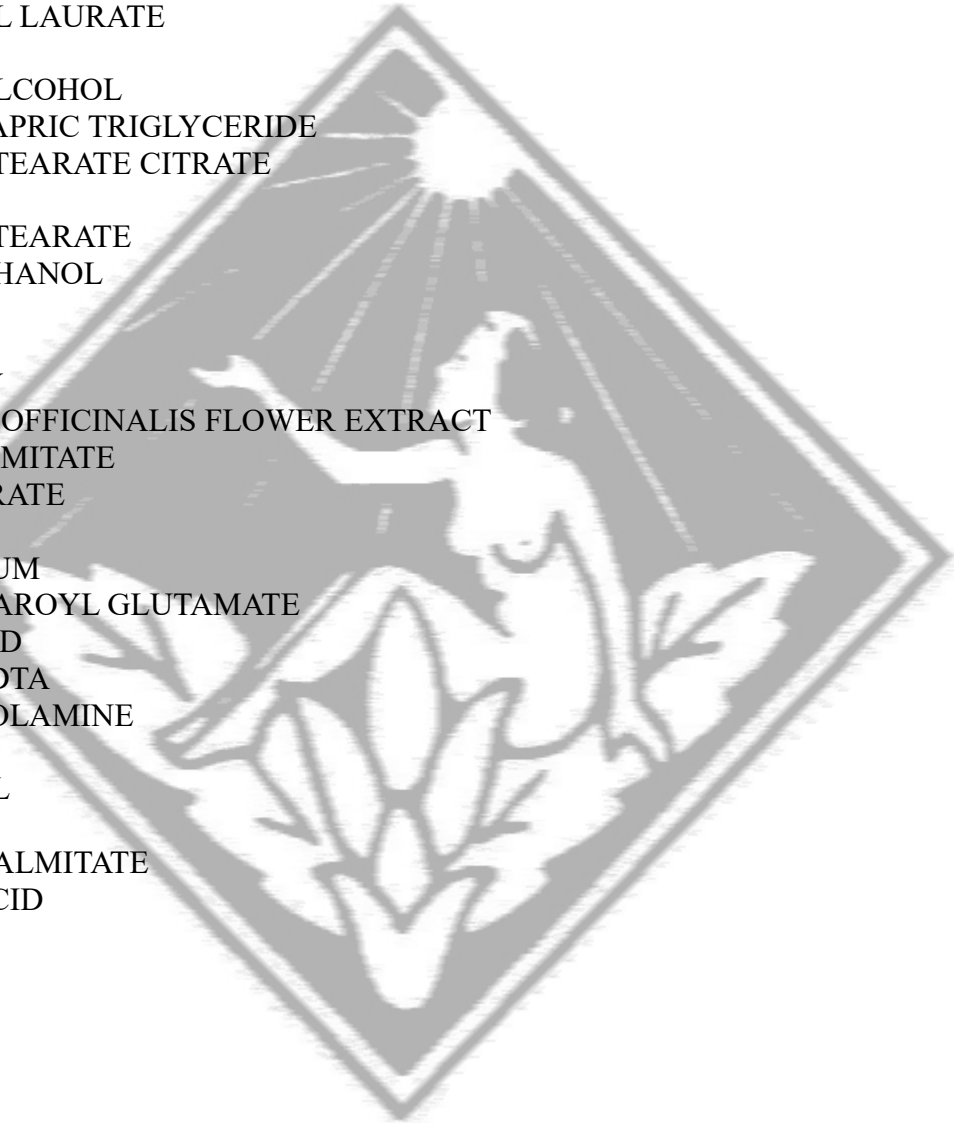 L LAURATE
LCOHOL
APRIC TRIGLYCERIDE
TEARATE CITRATE
TEARATE
HANOL
OFFICINALIS FLOWER EXTRACT
MITATE
RATE
UM
AROYL GLUTAMATE
D
DTA
OLAMINE
L
ALMITATE
CID